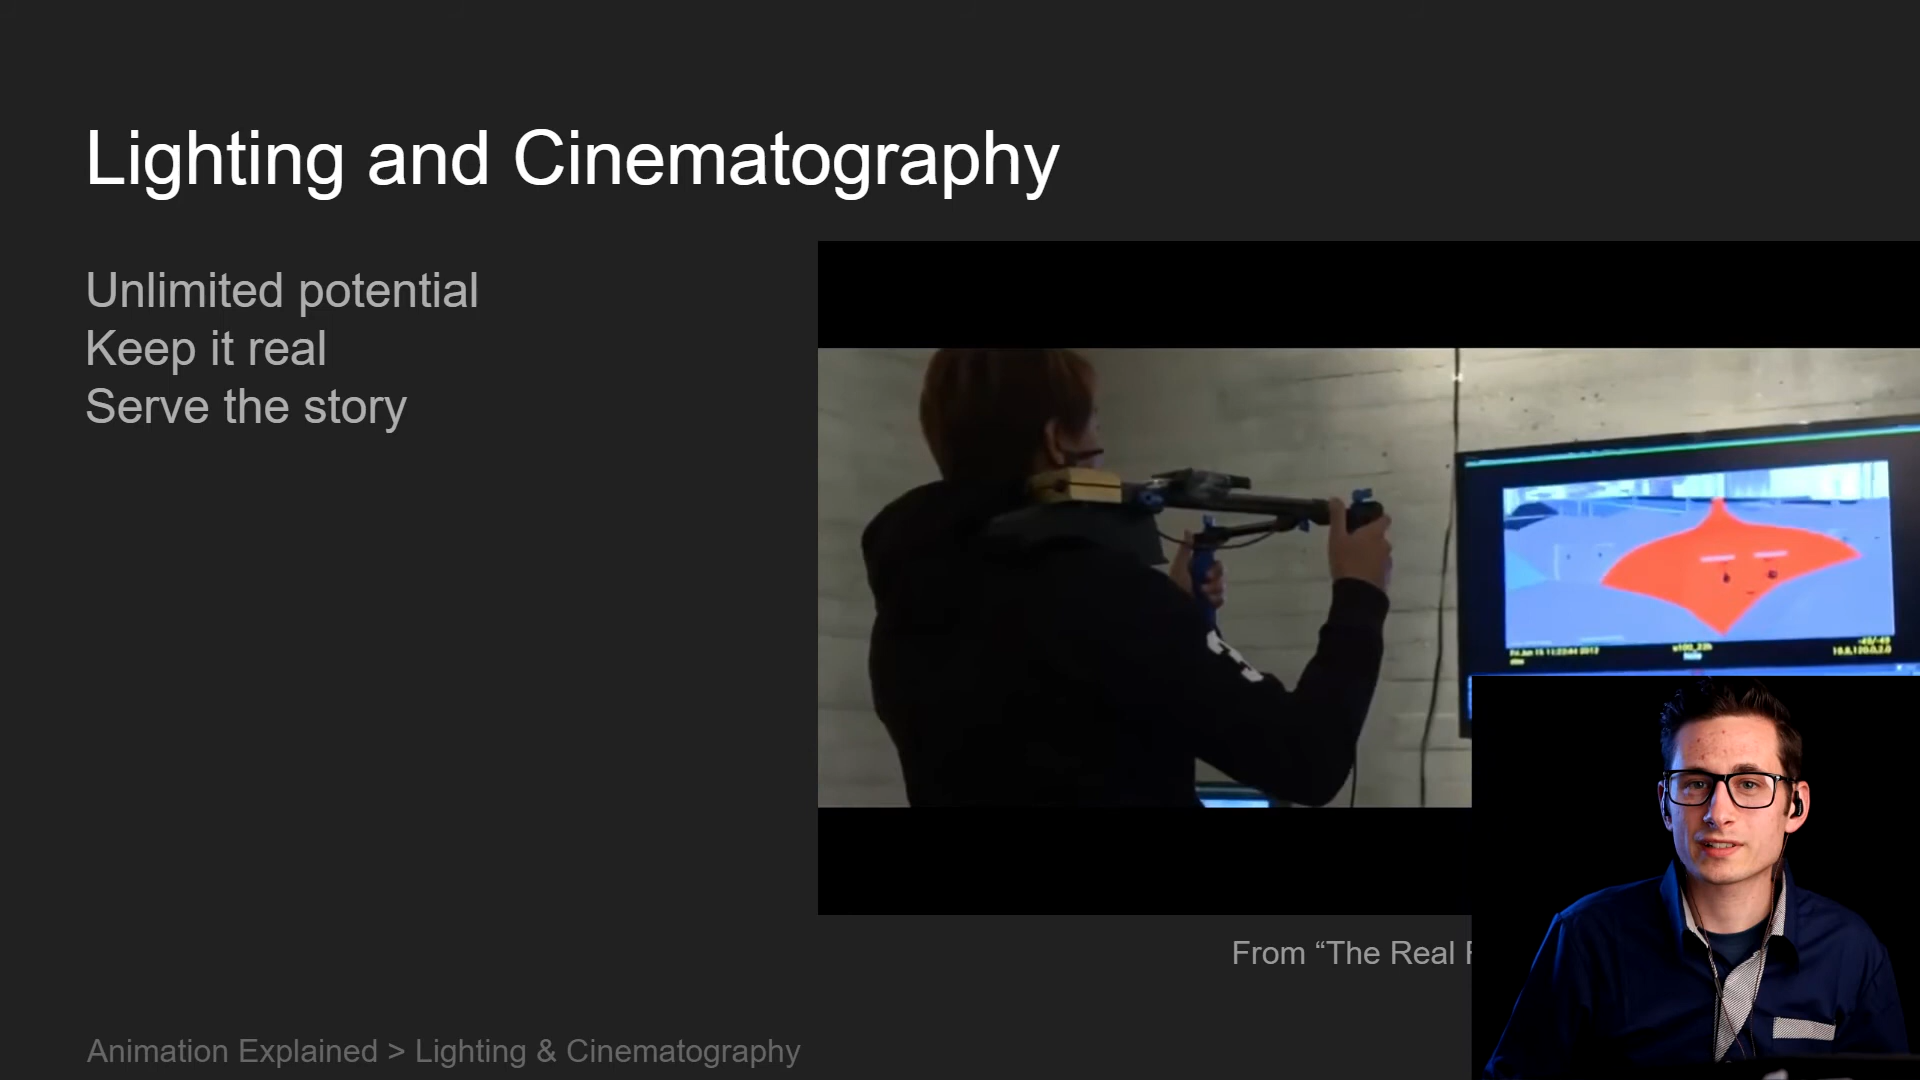 Lighting and Cinematography
Unlimited potential
Keep it real
Serve the story
From “The Real
Animation Explained > Lighting & Cinematography